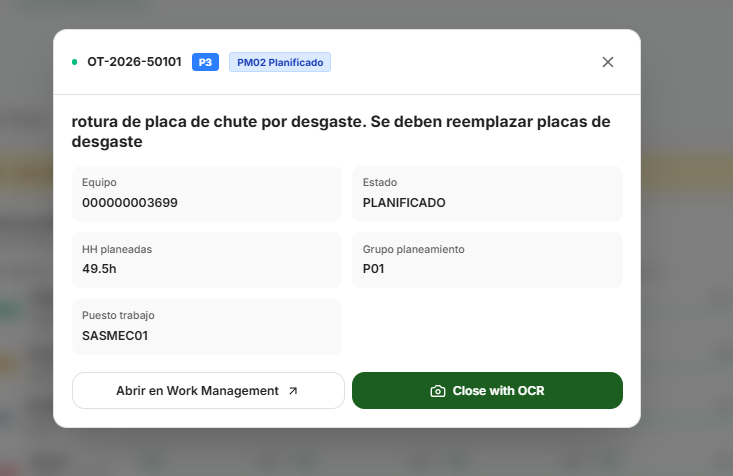 OT-2026-50101 P3 PM02 Planificado
rotura de placa de chute por desgaste. Se deben reemplazar placas de
desgaste
Equipo
000000003699
Estado
PLANIFICADO
HH planeadas
49.5h
Grupo planeamiento
P01
Puesto trabajo
SASMEC01
Abrir en Work Management
Close with OCR